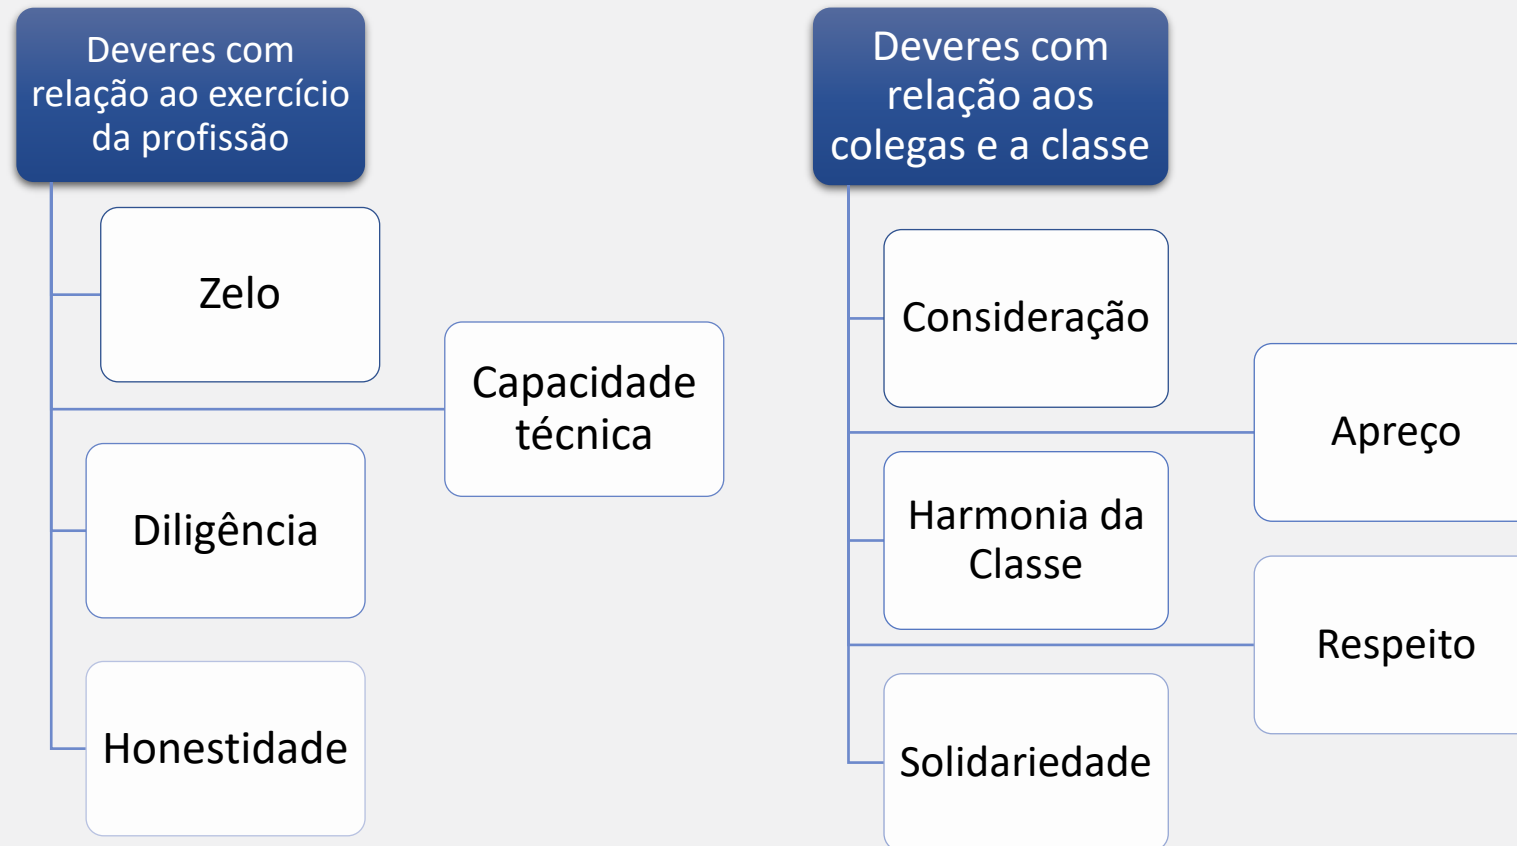 Deveres com
relação ao exercício
da profissão
Zelo
Capacidade
técnica
Diligência
Honestidade
Deveres com
relação aos
colegas e a classe
Consideração
Apreço
Harmonia da
Classe
Respeito
Solidariedade